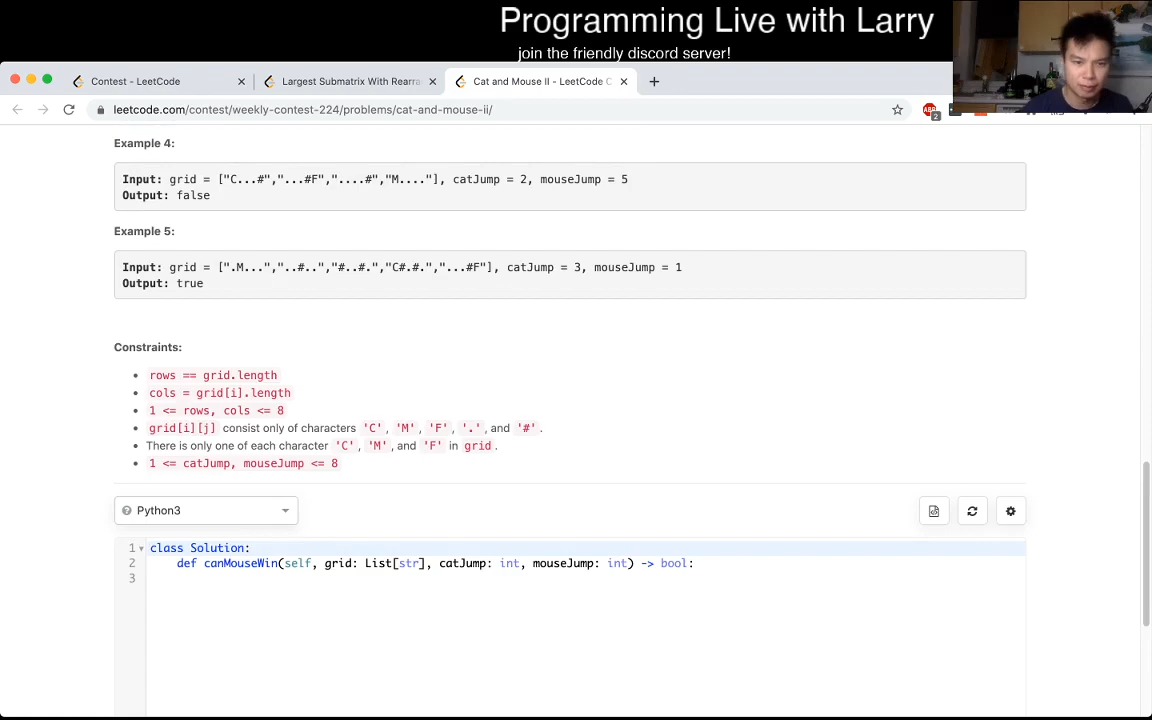 Programming Live with Larry
join the friendly discord server!
Contest - LeetCode
Largest Submatrix With Rearra
Cat and Mouse II - LeetCode C
leetcode.com/contest/weekly-contest-224/problems/cat-and-mouse-ii/
ABP
2
Example 4:
Input: grid = ["C...#","...#F","....#","M...."], catJump = 2, mouseJump = 5
Output: false
Example 5:
Input: grid = [".M...","..#..","#..#.","C#.#.","...#F"], catJump = 3, mouseJump = 1
Output: true
Constraints:
rows == grid.length
cols = grid[i].length
1 <= rows, cols <= 8
grid[i][j] consist only of characters 'C', 'M', 'F', '.', and '#'.
There is only one of each character 'C', 'M', and 'F' in grid.
1 <= catJump, mouseJump <= 8
Python3
1 class Solution:
2 def canMouseWin(self, grid: List[str], catJump: int, mouseJump: int) -> bool:
3